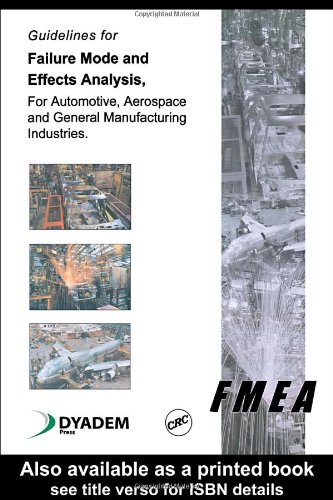 Guidelines for
Failure Mode and
Effects Analysis,
For Automotive, Aerospace
and General Manufacturing
Industries.
FMEA
DYADEM
Press
CRC
Also available as a printed book
see title verso for ISBN details